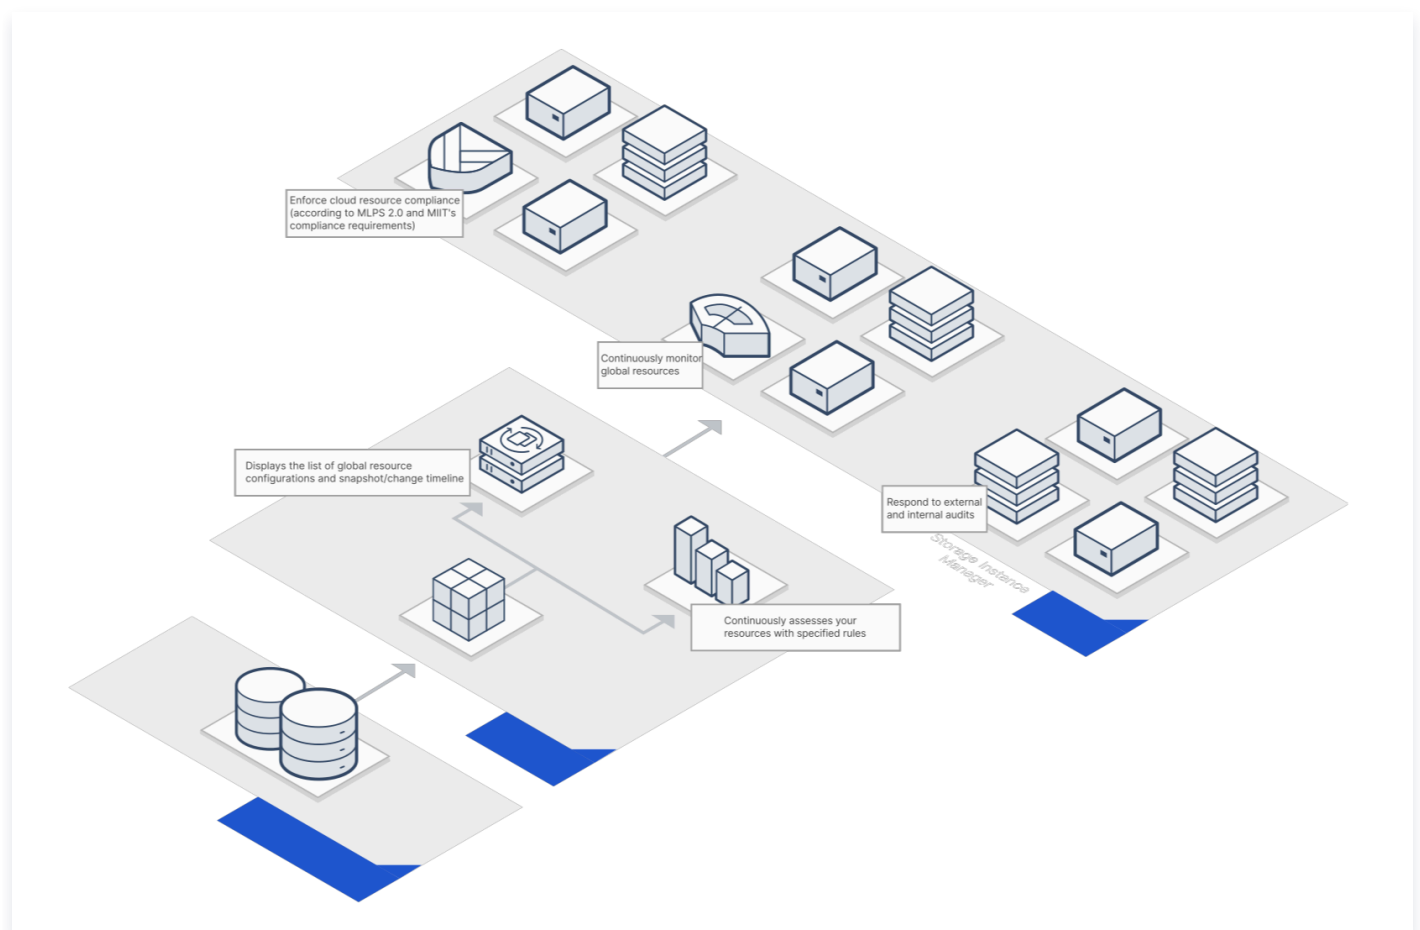 Enforce cloud resource compliance
(according to MLPS 2.0 and MIIT's
compliance requirements)
Continuously monitor
global resources
Displays the list of global resource
configurations and snapshot/change timeline
Respond to external
and internal audits
Storage Instance
Manager
Continuously assesses your
resources with specified rules